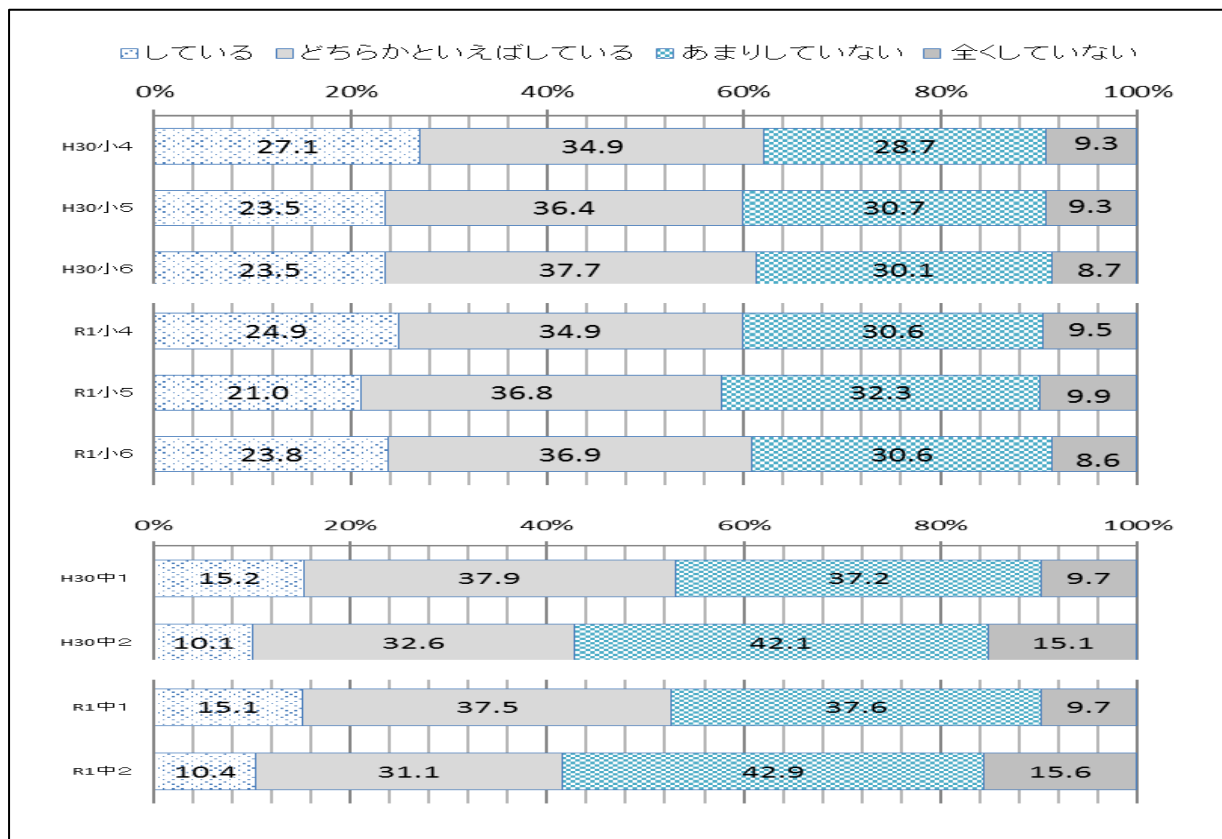 している どちらかといえばしている あまりしていない 全くしていない
0% 20% 40% 60% 80% 100%
H30小4 27.1 34.9 28.7 9.3
H30小5 23.5 36.4 30.7 9.3
H30小6 23.5 37.7 30.1 8.7
R1小4 24.9 34.9 30.6 9.5
R1小5 21.0 36.8 32.3 9.9
R1小6 23.8 36.9 30.6 8.6
0% 20% 40% 60% 80% 100%
H30中1 15.2 37.9 37.2 9.7
H30中2 10.1 32.6 42.1 15.1
R1中1 15.1 37.5 37.6 9.7
R1中2 10.4 31.1 42.9 15.6